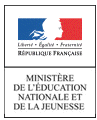 Liberté • Égalité • Fraternité
RÉPUBLIQUE FRANÇAISE
MINISTÈRE
DE L'ÉDUCATION
NATIONALE ET
DE LA JEUNESSE